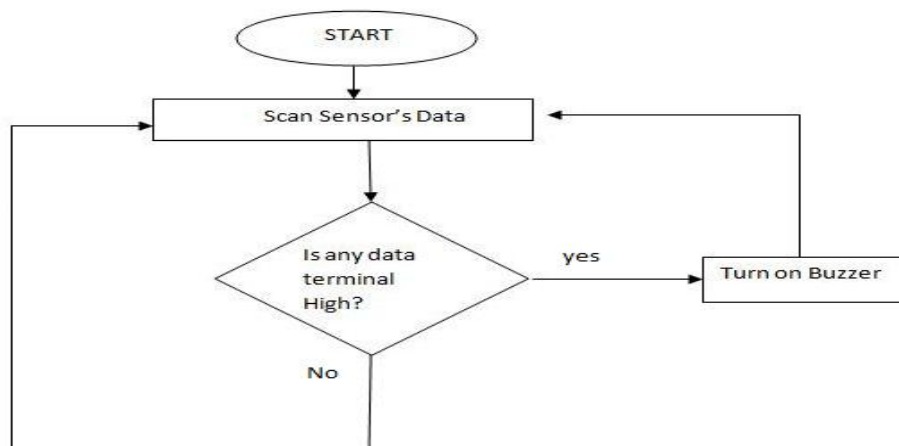 START
Scan Sensor's Data
Is any data
terminal
High?
yes
Turn on Buzzer
No